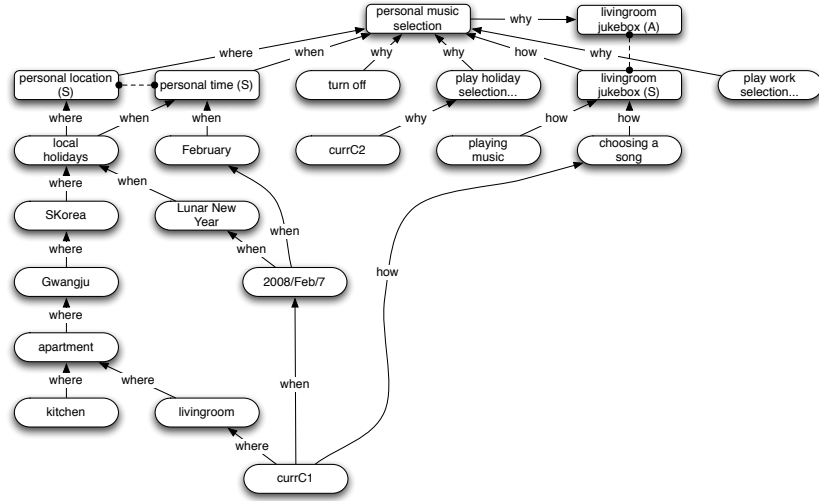 personal music
selection
why
livingroom
jukebox (A)
where
when
why
why
how
why
personal location
(S)
personal time (S)
turn off
play holiday
selection...
livingroom
jukebox (S)
play work
selection...
where
when
when
why
how
how
local
holidays
February
currC2
playing
music
choosing a
song
where
when
SKorea
Lunar New
Year
where
when
when
how
Gwangju
2008/Feb/7
where
apartment
where
where
when
kitchen
livingroom
where
currC1